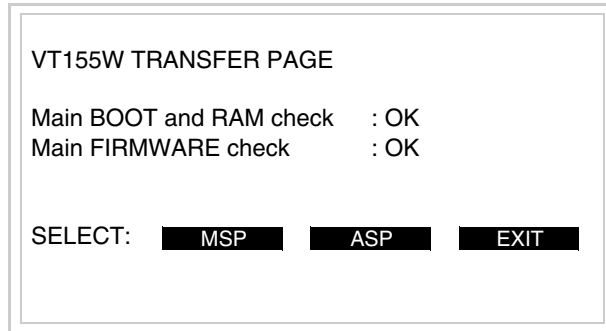 VT155W TRANSFER PAGE
Main BOOT and RAM check : OK
Main FIRMWARE check : OK
SELECT: MSP ASP EXIT